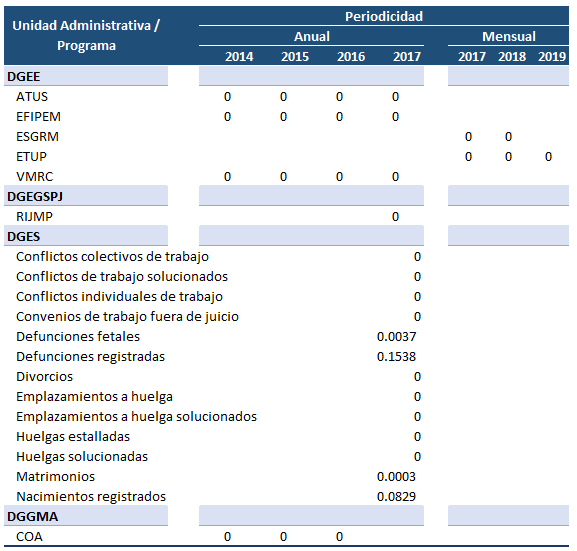 Unidad Administrativa / Programa Periodicidad
Anual Mensual
2014 2015 2016 2017 2017 2018 2019
DGEE
ATUS 0 0 0 0
EFIPEM 0 0 0 0
ESGRM 0 0
ETUP 0 0 0
VMRC 0 0 0 0
DGEGSPJ
RIJMP 0
DGES
Conflictos colectivos de trabajo 0
Conflictos de trabajo solucionados 0
Conflictos individuales de trabajo 0
Convenios de trabajo fuera de juicio 0
Defunciones fetales 0.0037
Defunciones registradas 0.1538
Divorcios 0
Emplazamientos a huelga 0
Emplazamientos a huelga solucionados 0
Huelgas estalladas 0
Huelgas solucionadas 0
Matrimonios 0.0003
Nacimientos registrados 0.0829
DGGMA
COA 0 0 0